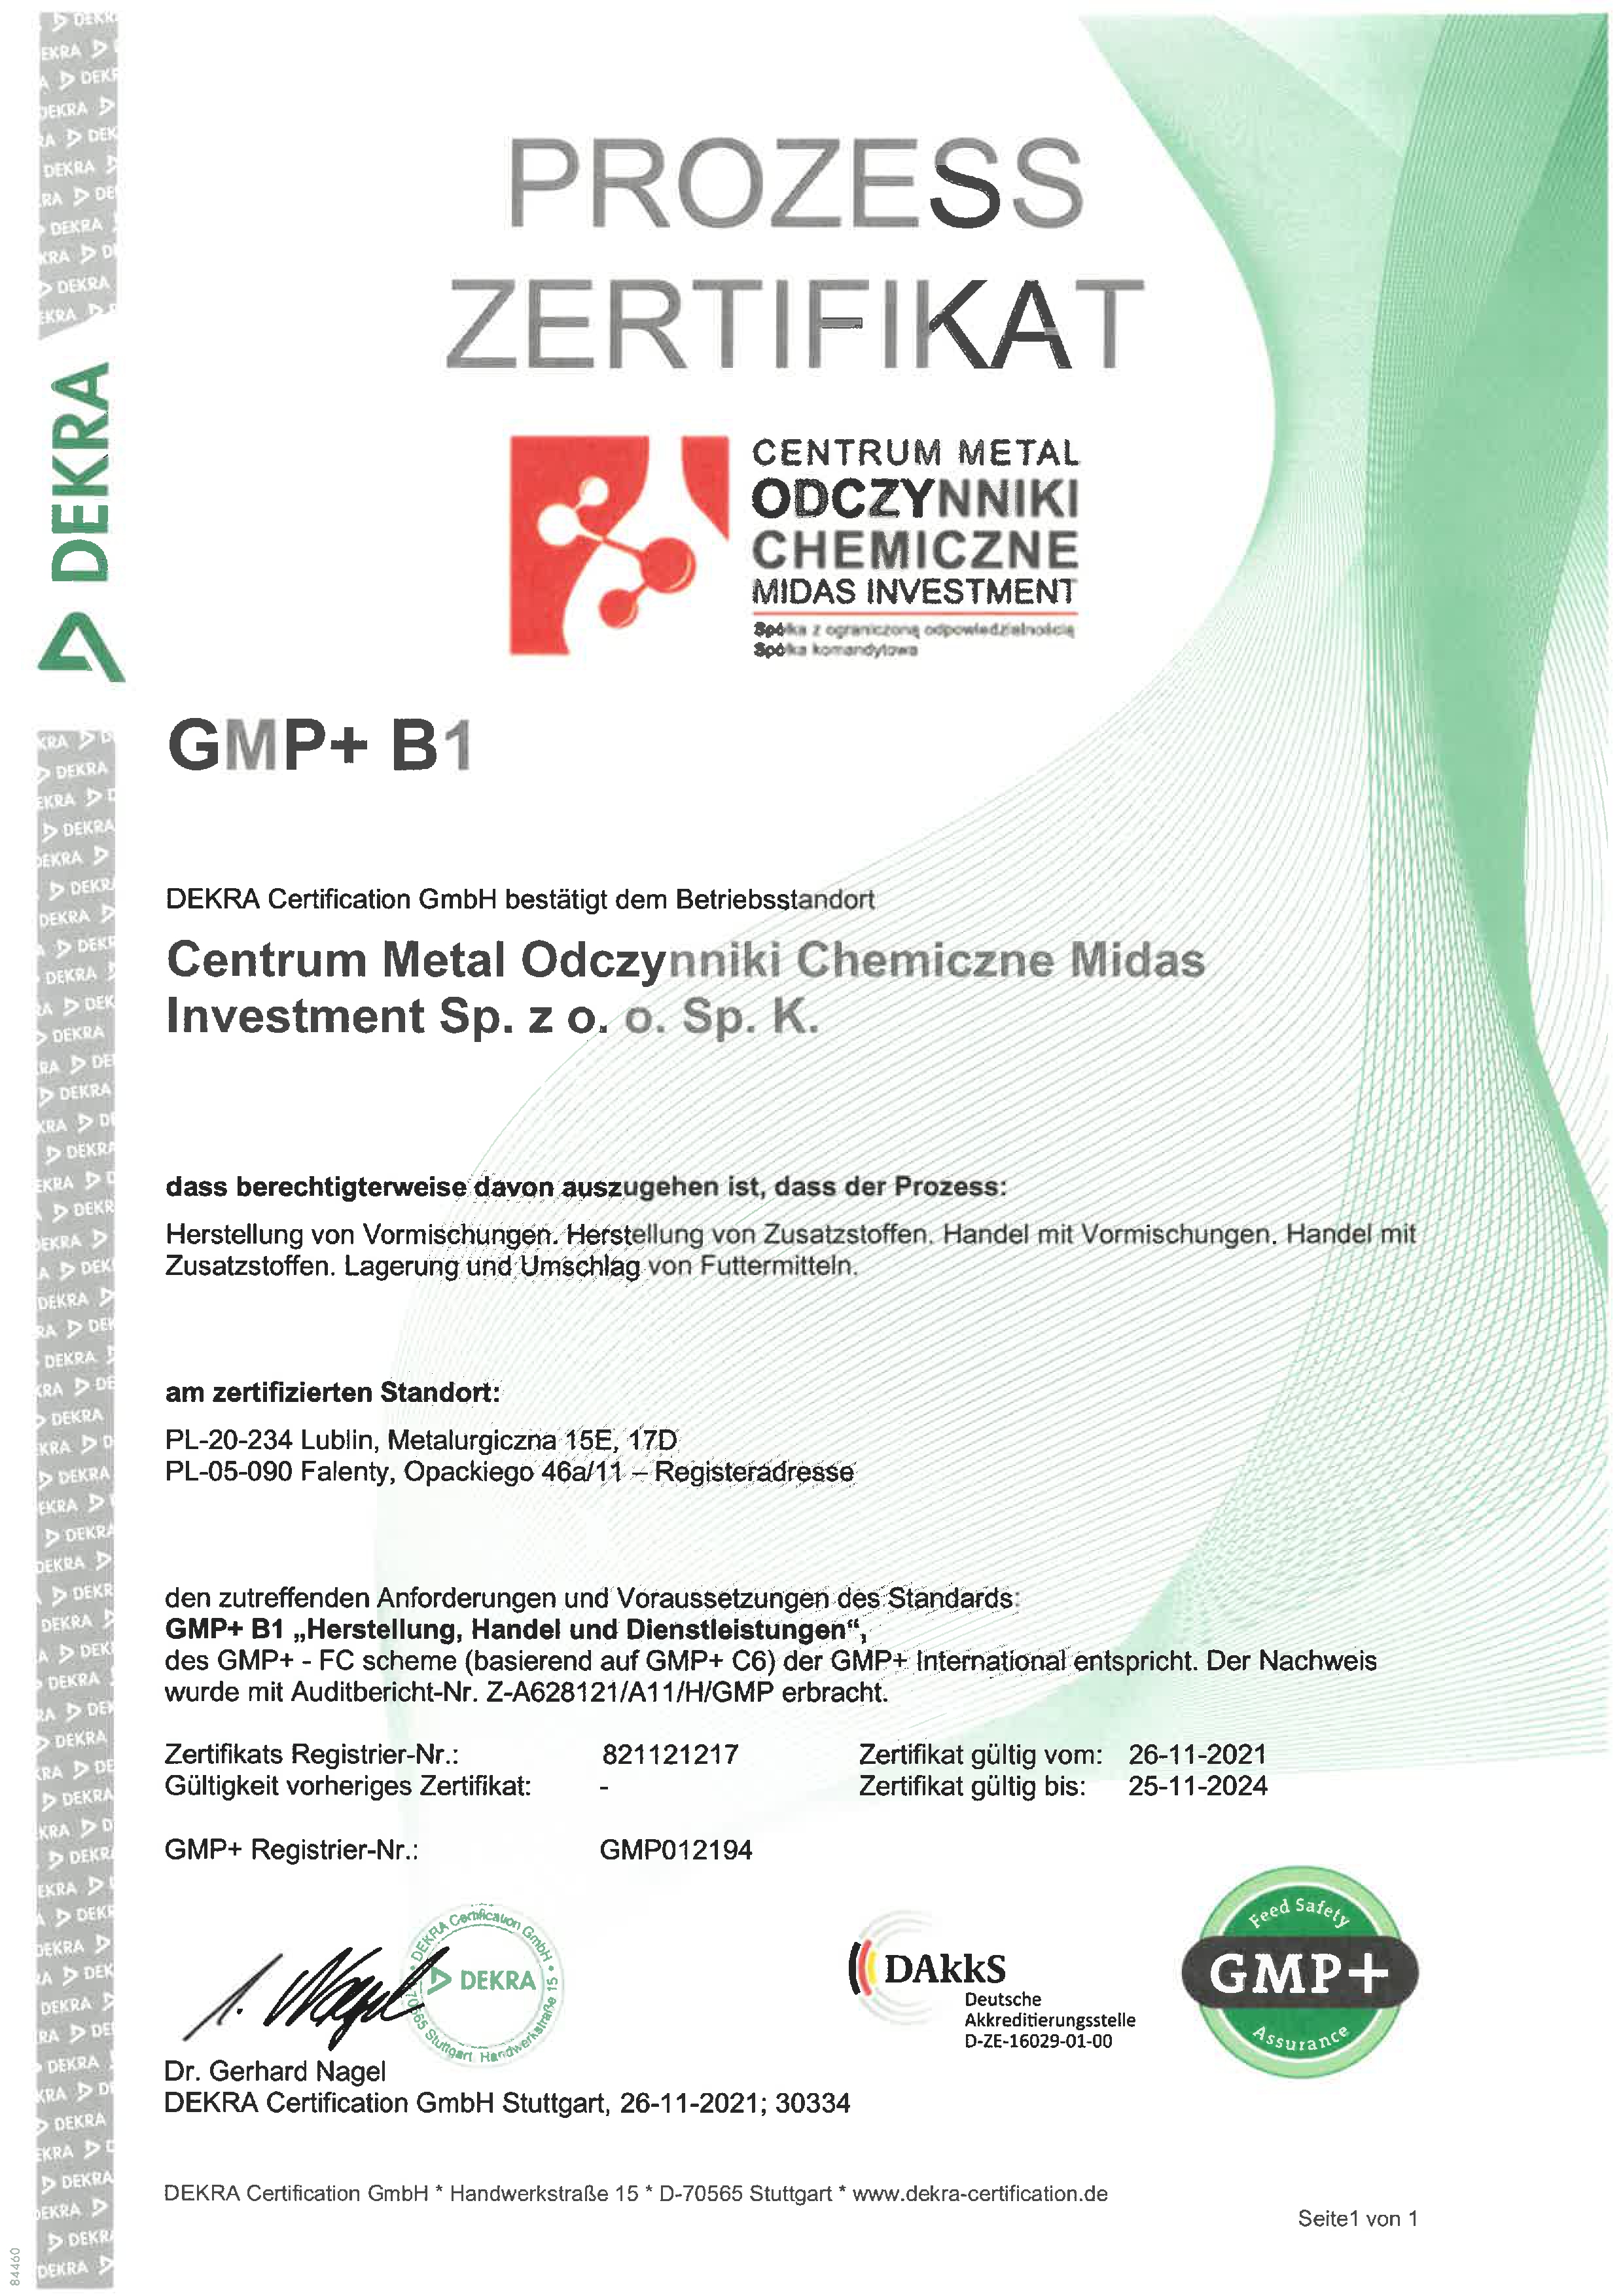 PROZESS
ZERTIFIKAT
DEKRA
CENTRUM METAL
ODCZYNNIKI
CHEMICZNE
MIDAS INVESTMENT
Spółka z ograniczoną odpowiedzialnością
Spółka komandytowa
GMP+ B1
DEKRA Certification GmbH bestätigt dem Betriebsstandort
Centrum Metal Odczynniki Chemiczne Midas
Investment Sp. z o. o. Sp. K.
dass berechtigterweise davon auszugehen ist, dass der Prozess:
Herstellung von Vormischungen. Herstellung von Zusatzstoffen. Handel mit Vormischungen. Handel mit
Zusatzstoffen. Lagerung und Umschlag von Futtermitteln.
am zertifizierten Standort:
PL-20-234 Lublin, Metalurgiczna 15E, 17D
PL-05-090 Falenty, Opackiego 46a/11 – Registeradresse
den zutreffenden Anforderungen und Voraussetzungen des Standards:
GMP+ B1 „Herstellung, Handel und Dienstleistungen“,
des GMP+ - FC scheme (basierend auf GMP+ C6) der GMP+ International entspricht. Der Nachweis
wurde mit Auditbericht-Nr. Z-A628121/A11/H/GMP erbracht.
Zertifikats Registrier-Nr.: 821121217 Zertifikat gültig vom: 26-11-2021
Gültigkeit vorheriges Zertifikat: - Zertifikat gültig bis: 25-11-2024
GMP+ Registrier-Nr.: GMP012194
DEKRA Certification GmbH • 70565 Stuttgart Handwerkstraße 15 •
DEKRA
DAkkS
Deutsche
Akkreditierungsstelle
D-ZE-16029-01-00
Feed Safety
GMP+
Assurance
Dr. Gerhard Nagel
DEKRA Certification GmbH Stuttgart, 26-11-2021; 30334
DEKRA Certification GmbH * Handwerkstraße 15 * D-70565 Stuttgart * www.dekra-certification.de
Seite1 von 1
84460